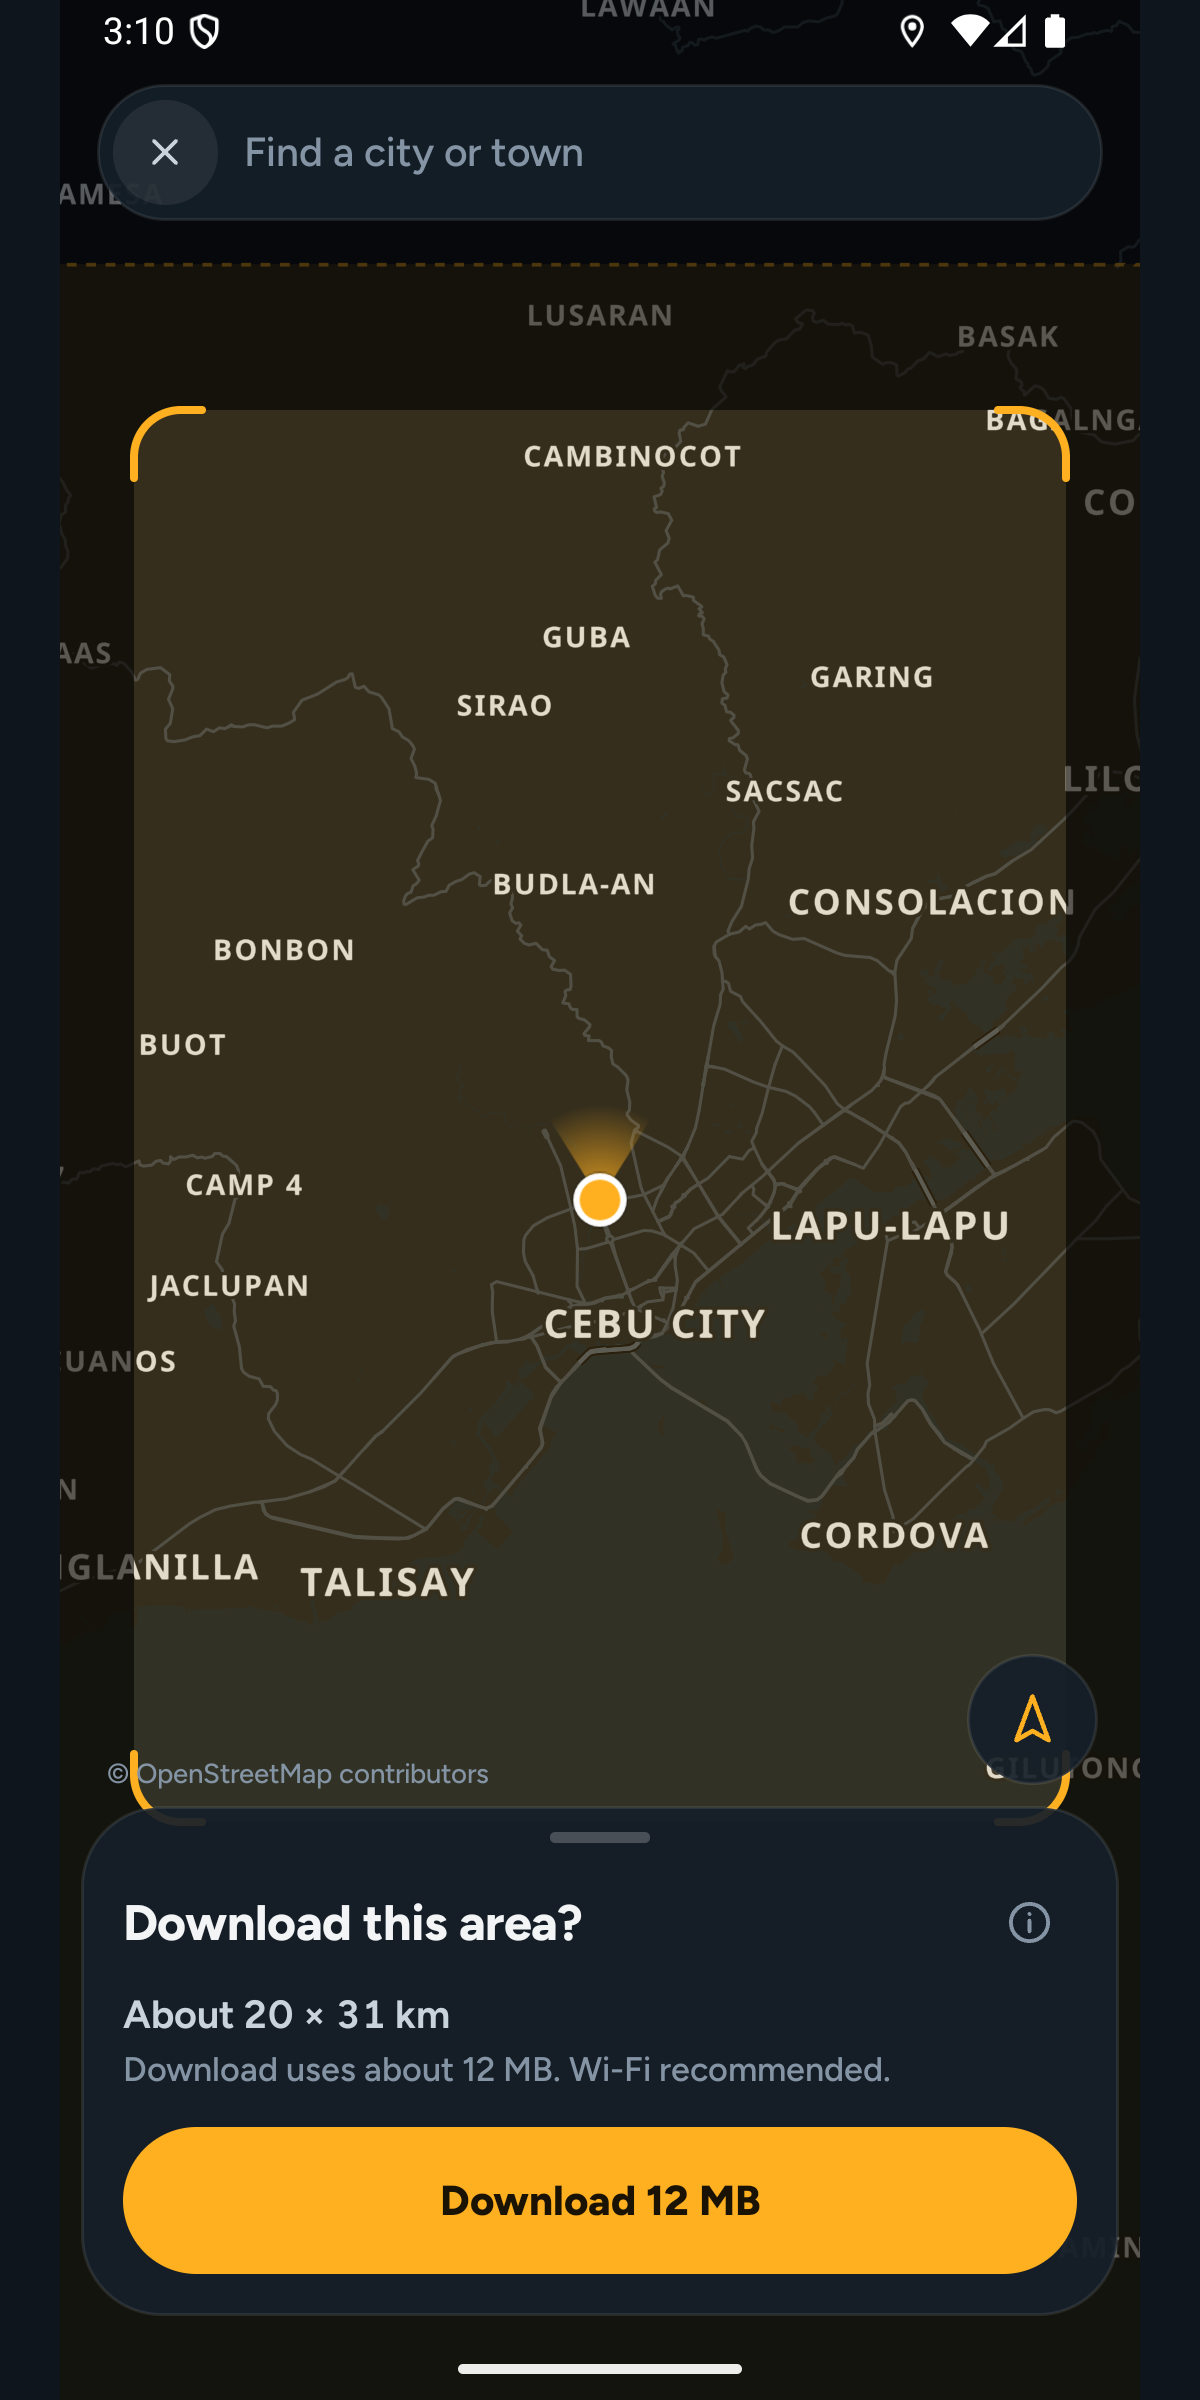 LAWAAN
3:10
Find a city or town
LUSARAN
BASAK
CAMBINOCOT
GUBA
GARING
SIRAO
SACSAC
BUDLA-AN
CONSOLACION
BONBON
BUOT
CAMP 4
LAPU-LAPU
JACLUPAN
CEBU CITY
CORDOVA
TALISAY
© OpenStreetMap contributors
Download this area?
About 20 × 31 km
Download uses about 12 MB. Wi-Fi recommended.
Download 12 MB